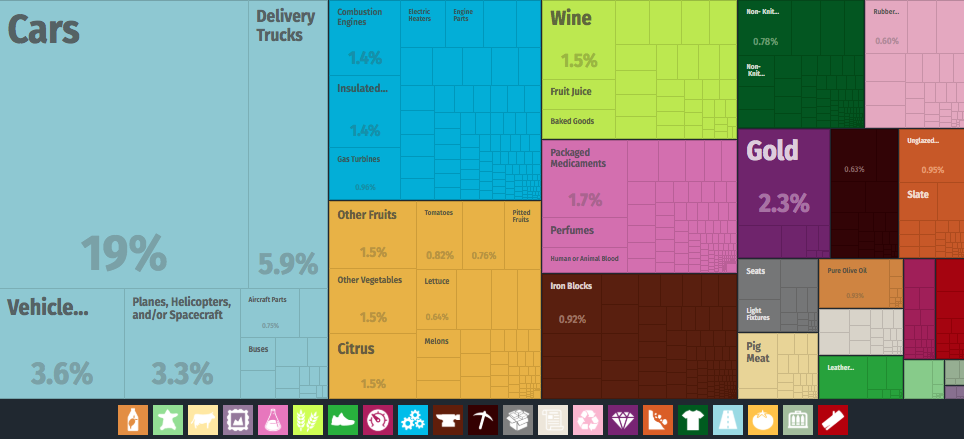 Cars
19%
Delivery
Trucks
5.9%
Vehicle...
3.6%
Planes, Helicopters,
and/or Spacecraft
3.3%
Aircraft Parts
0.75%
Buses
Combustion
Engines
1.4%
Electric
Heaters
Engine
Parts
Insulated...
1.4%
Gas Turbines
Other Fruits
1.5%
Tomatoes
0.82%
0.76%
Pitted
Fruits
Other Vegetables
1.5%
Lettuce
0.64%
Citrus
1.5%
Melons
Wine
1.5%
Fruit Juice
Baked Goods
Packaged
Medicaments
1.7%
Perfumes
Human or Animal Blood
Iron Blocks
0.92%
Non- Knit...
0.78%
Non-
Knit...
Rubber...
0.60%
Gold
2.3%
0.63%
Unglazed...
0.95%
Slate
Seats
Light
Fixtures
Pure Olive Oil
Pig
Meat
Leather...